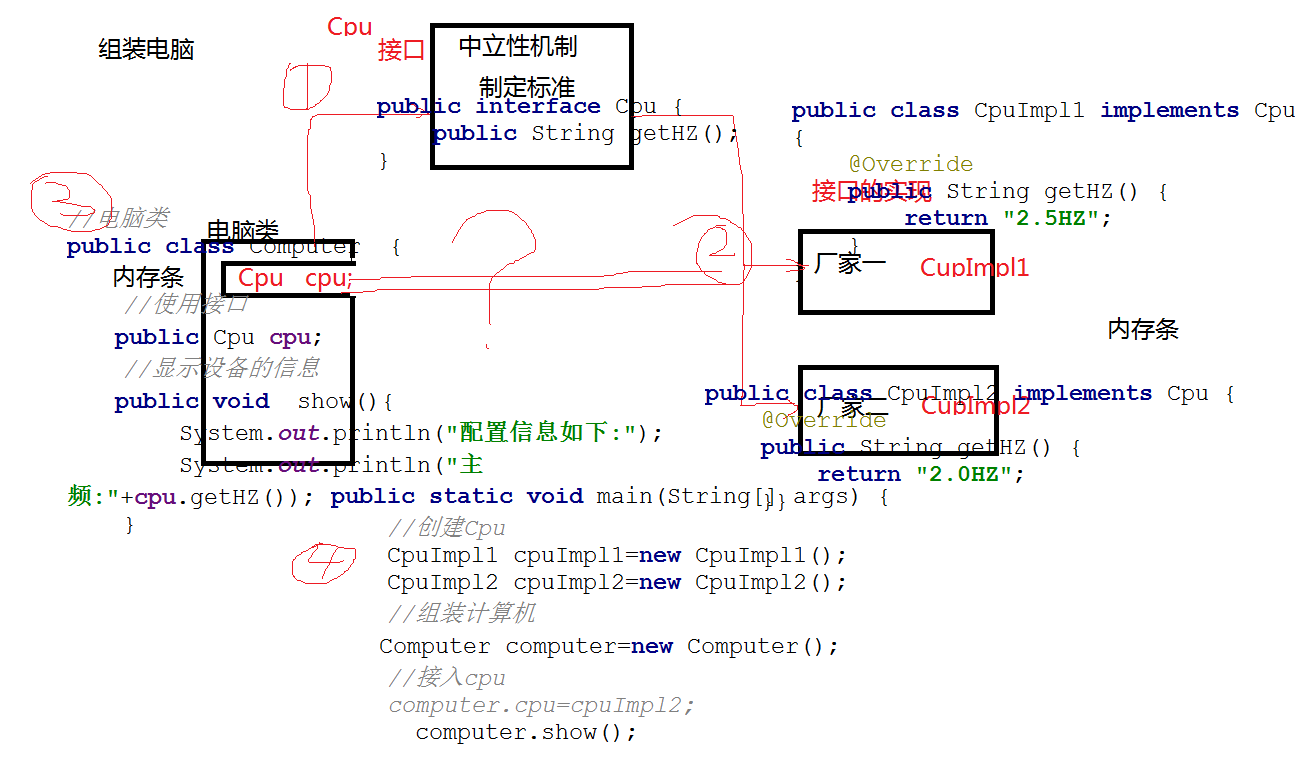 组装电脑
Cpu
接口
中立性机制
制定标准
①
public interface Cpu {
public String getHZ();
}
public class CpuImpl1 implements Cpu
{
@Override
接口的实现
public String getHZ() {
return "2.5HZ";
}
厂家一
CupImpl1
②
③
//电脑类
电脑类
public class Computer {
内存条
Cpu cpu;
//使用接口
public Cpu cpu;
//显示设备的信息
public void show(){
System.out.println("配置信息如下:");
System.out.println("主
频:"+cpu.getHZ());
}
?
内存条
public class CpuImpl2 implements Cpu {
厂家二
CupImpl2
@Override
public String getHZ() {
return "2.0HZ";
}
}
public static void main(String[] args) {
//创建Cpu
④
CpuImpl1 cpuImpl1=new CpuImpl1();
CpuImpl2 cpuImpl2=new CpuImpl2();
//组装计算机
Computer computer=new Computer();
//接入cpu
computer.cpu=cpuImpl2;
computer.show();